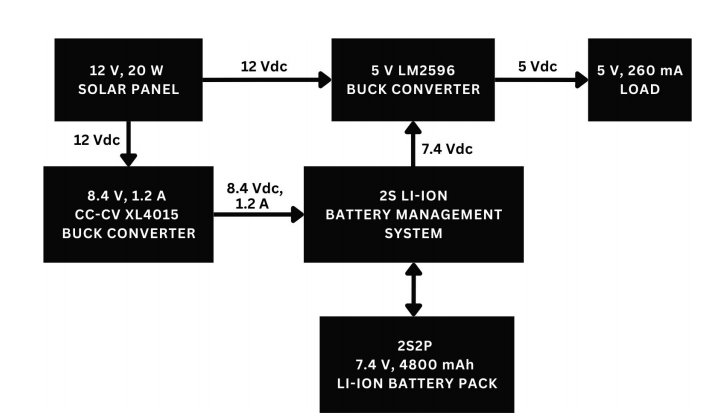 12 V, 20 W
SOLAR PANEL
12 Vdc
5 V LM2596
BUCK CONVERTER
5 Vdc
5 V, 260 mA
LOAD
12 Vdc
7.4 Vdc
8.4 V, 1.2 A
CC-CV XL4015
BUCK CONVERTER
8.4 Vdc,
1.2 A
2S LI-ION
BATTERY MANAGEMENT
SYSTEM
2S2P
7.4 V, 4800 mAh
LI-ION BATTERY PACK